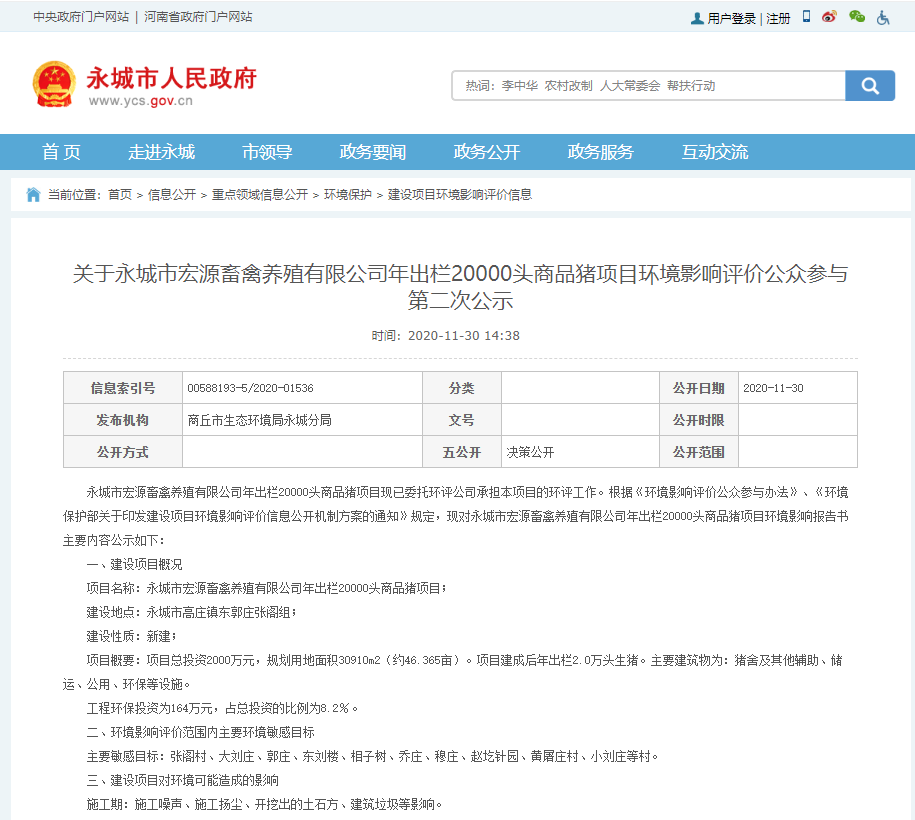 中央政府门户网站 | 河南省政府门户网站
用户登录 | 注册
永城市人民政府
www.ycs.gov.cn
热词: 李中华 农村改制 人大常委会 帮扶行动
首 页 走进永城 市领导 政务要闻 政务公开 政务服务 互动交流
当前位置: 首页 > 信息公开 > 重点领域信息公开 > 环境保护 > 建设项目环境影响评价信息
关于永城市宏源畜禽养殖有限公司年出栏20000头商品猪项目环境影响评价公众参与
第二次公示
时间: 2020-11-30 14:38
信息索引号 00588193-5/2020-01536 分类 公开日期 2020-11-30
发布机构 商丘市生态环境局永城分局 文号 公开时限
公开方式 五公开 决策公开 公开范围
永城市宏源畜禽养殖有限公司年出栏20000头商品猪项目现已委托环评公司承担本项目的环评工作。根据《环境影响评价公众参与办法》、《环境
保护部关于印发建设项目环境影响评价信息公开机制方案的通知》规定，现对永城市宏源畜禽养殖有限公司年出栏20000头商品猪项目环境影响报告书
主要内容公示如下：
一、建设项目概况
项目名称：永城市宏源畜禽养殖有限公司年出栏20000头商品猪项目；
建设地点：永城市高庄镇东郭庄张阁组；
建设性质：新建；
项目概要：项目总投资2000万元，规划用地面积30910m2（约46.365亩）。项目建成后年出栏2.0万头生猪。主要建筑物为：猪舍及其他辅助、储
运、公用、环保等设施。
工程环保投资为164万元，占总投资的比例为8.2%。
二、环境影响评价范围内主要环境敏感目标
主要敏感目标：张阁村、大刘庄、郭庄、东刘楼、相子树、乔庄、穆庄、赵圪针园、黄屠庄村、小刘庄等村。
三、建设项目对环境可能造成的影响
施工期：施工噪声、施工扬尘、开挖出的土石方、建筑垃圾等影响。